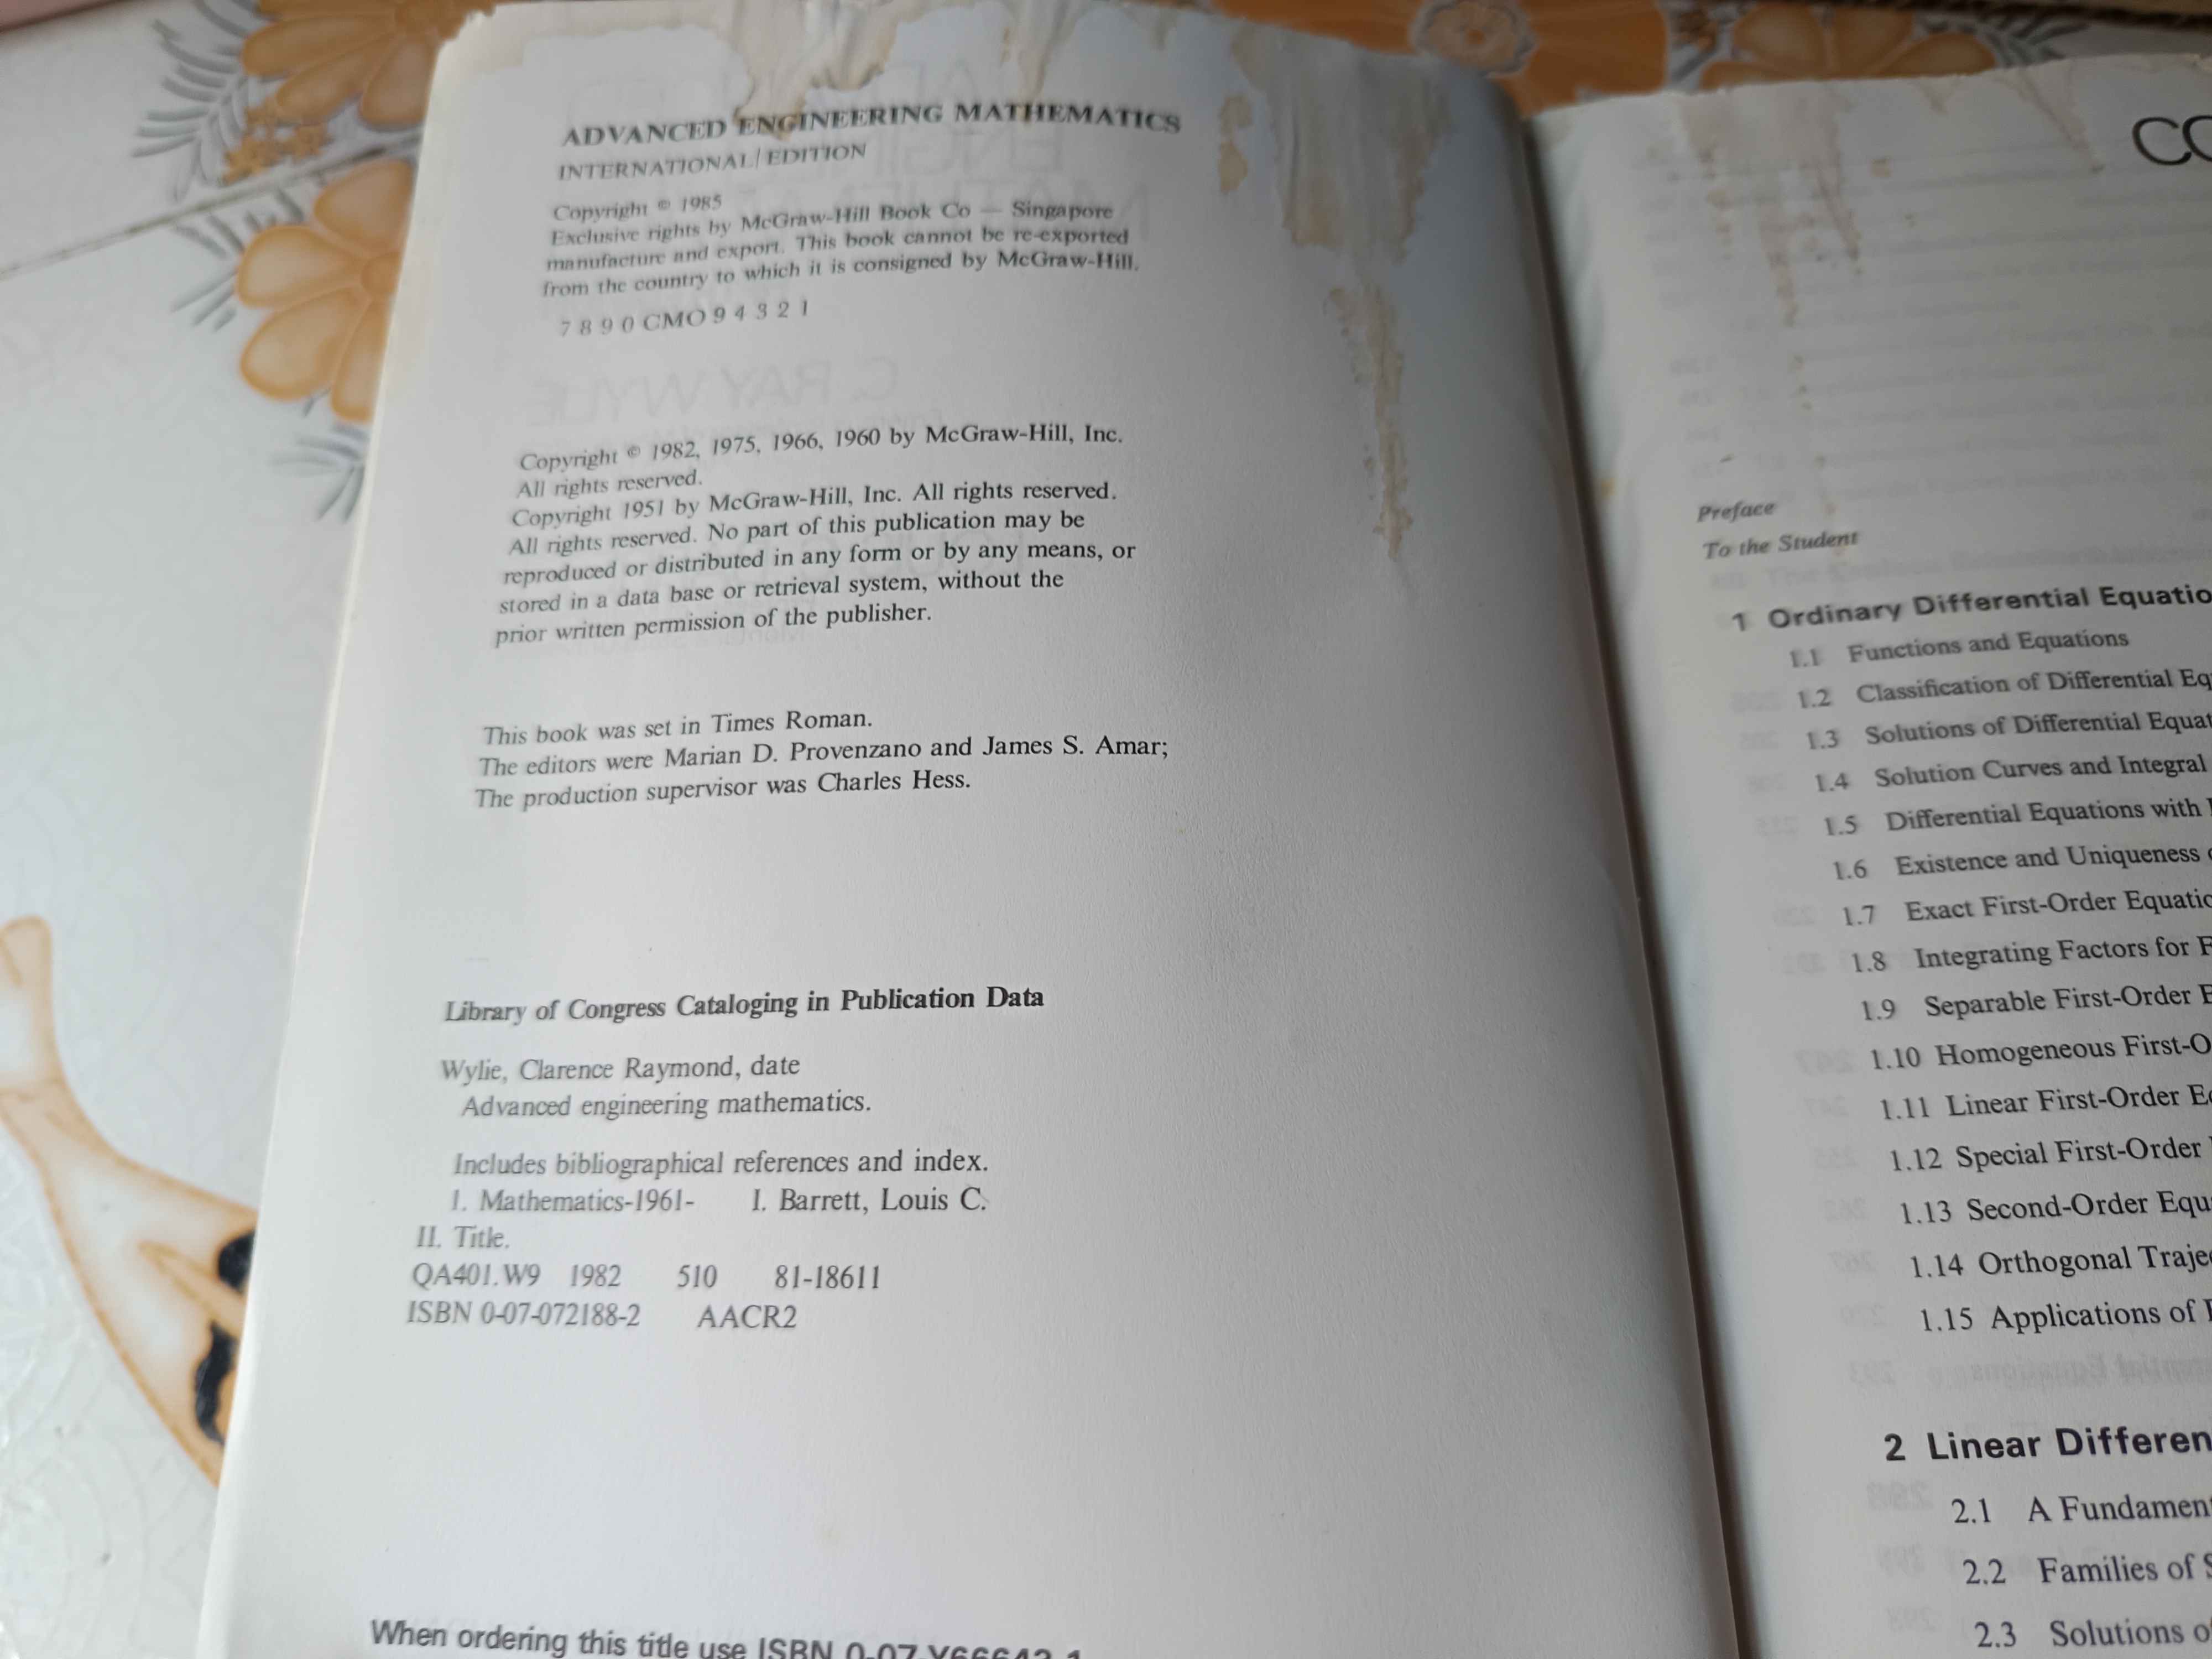 ADVANCED ENGINEERING MATHEMATICS
INTERNATIONAL EDITION
Copyright © 1985
Exclusive rights by McGraw-Hill Book Co — Singapore
manufacture and export. This book cannot be re-exported
from the country to which it is consigned by McGraw-Hill.
7 8 9 0 CMO 9 4 3 2 1
Copyright © 1982, 1975, 1966, 1960 by McGraw-Hill, Inc.
All rights reserved.
Copyright 1951 by McGraw-Hill, Inc. All rights reserved.
All rights reserved. No part of this publication may be
reproduced or distributed in any form or by any means, or
stored in a data base or retrieval system, without the
prior written permission of the publisher.
This book was set in Times Roman.
The editors were Marian D. Provenzano and James S. Amar;
The production supervisor was Charles Hess.
Library of Congress Cataloging in Publication Data
Wylie, Clarence Raymond, date
Advanced engineering mathematics.
Includes bibliographical references and index.
1. Mathematics-1961- I. Barrett, Louis C.
II. Title.
QA401.W9 1982 510 81-18611
ISBN 0-07-072188-2 AACR2
When ordering this title use ISBN
CO
Preface
To the Student
1 Ordinary Differential Equatio
1.1 Functions and Equations
1.2 Classification of Differential Eq
1.3 Solutions of Differential Equat
1.4 Solution Curves and Integral
1.5 Differential Equations with
1.6 Existence and Uniqueness
1.7 Exact First-Order Equatio
1.8 Integrating Factors for F
1.9 Separable First-Order E
1.10 Homogeneous First-O
1.11 Linear First-Order E
1.12 Special First-Order
1.13 Second-Order Equ
1.14 Orthogonal Traje
1.15 Applications of
2 Linear Differen
2.1 A Fundamen
2.2 Families of S
2.3 Solutions o